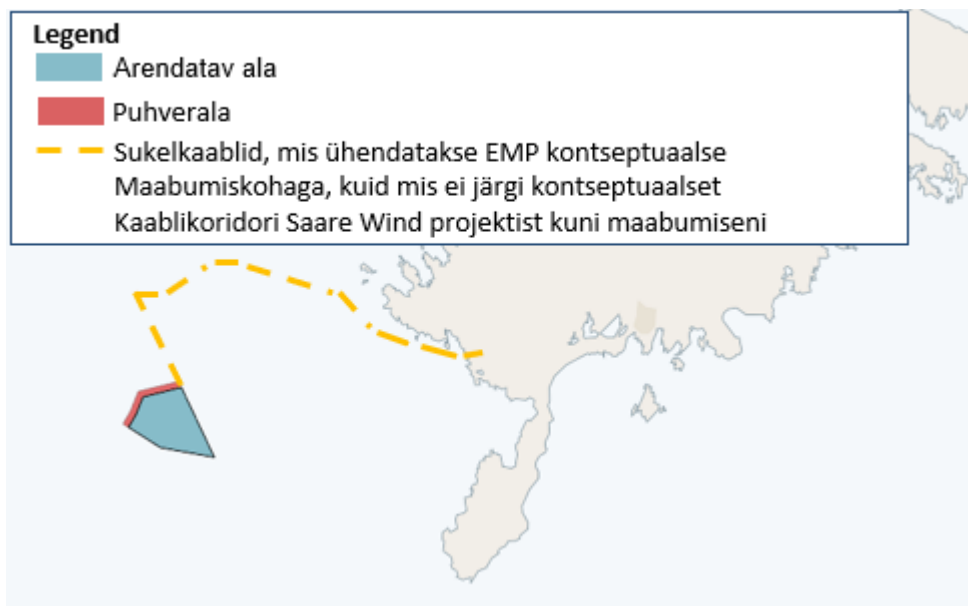 Legend
Arendatav ala
Puhverala
Sukelkaablid, mis ühendatakse EMP kontseptuaalse
Maabumiskohaga, kuid mis ei järgi kontseptuaalset
Kaablikoridori Saare Wind projektist kuni maabumiseni